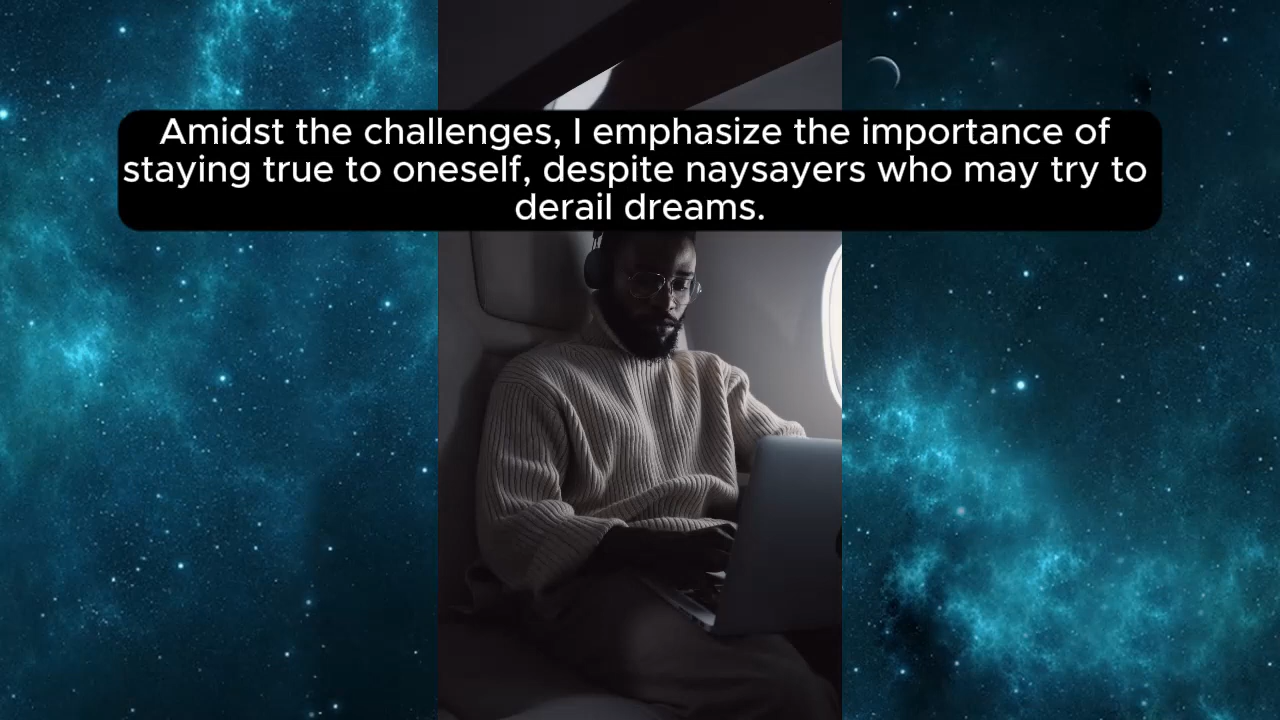 Amidst the challenges, I emphasize the importance of
staying true to oneself, despite naysayers who may try to
derail dreams.